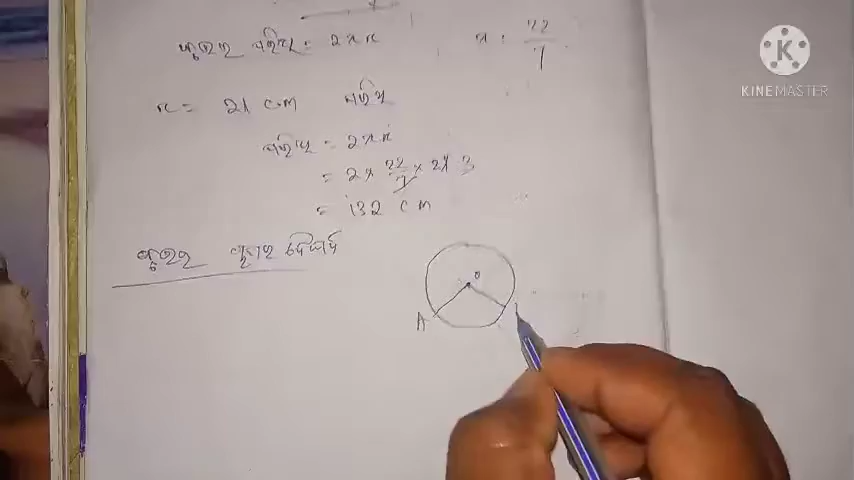 ବୃତ୍ତର ପରିଧି = 2πr π = 22/7
r = 21 cm ପରିଧି
ପରିଧି = 2πr
= 2 × 22/7 × 21 3
= 132 cm
ବୃତ୍ତର ଚାପର ଦୈର୍ଘ୍ୟ
O
A
K
KINEMASTER